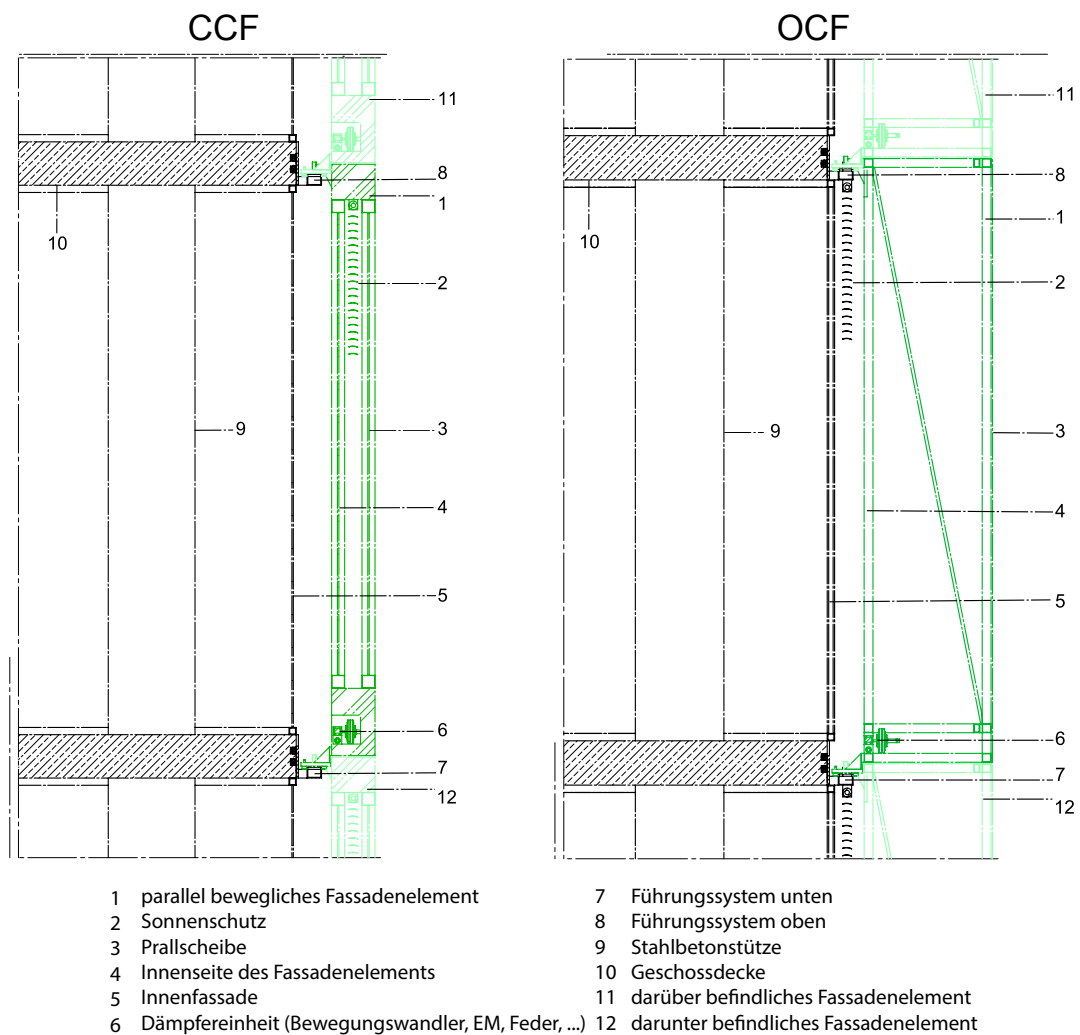 CCF
OCF
11
8
1
10
2
9
3
4
5
6
7
12
11
8
1
10
2
9
3
4
5
6
7
12
1 parallel bewegliches Fassadenelement
2 Sonnenschutz
3 Prallscheibe
4 Innenseite des Fassadenelements
5 Innenfassade
6 Dämpfereinheit (Bewegungswandler, EM, Feder, ...)
7 Führungssystem unten
8 Führungssystem oben
9 Stahlbetonstütze
10 Geschossdecke
11 darüber befindliches Fassadenelement
12 darunter befindliches Fassadenelement